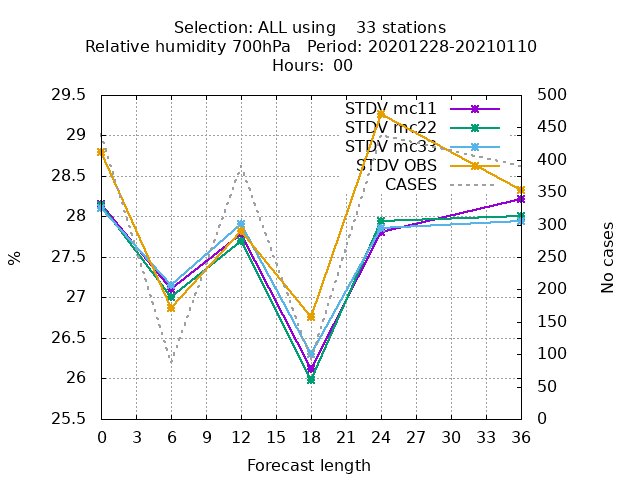 Selection: ALL using    33 stations
Relative humidity 700hPa   Period: 20201228-20210110
Hours:  00
STDV mc11
STDV mc22
STDV mc33
STDV OBS
CASES
29.5
29
28.5
28
27.5
27
26.5
26
25.5
%
500
450
400
350
300
250
200
150
100
50
0
No cases
0 3 6 9 12 15 18 21 24 27 30 33 36
Forecast length